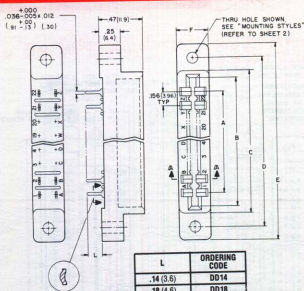 +.000
.036-.005x.012
+.00
(.91 -.13) (.30)
.47(11.9)
.25
(6.4)
F
THRU HOLE SHOWN,
SEE "MOUNTING STYLES"
(REFER TO SHEET 2)
.156 (3.96)
TYP
A
B
C
D
E
L
L
ORDERING
CODE
.14 (3.6)
DD14
.18 (4.6)
DD18